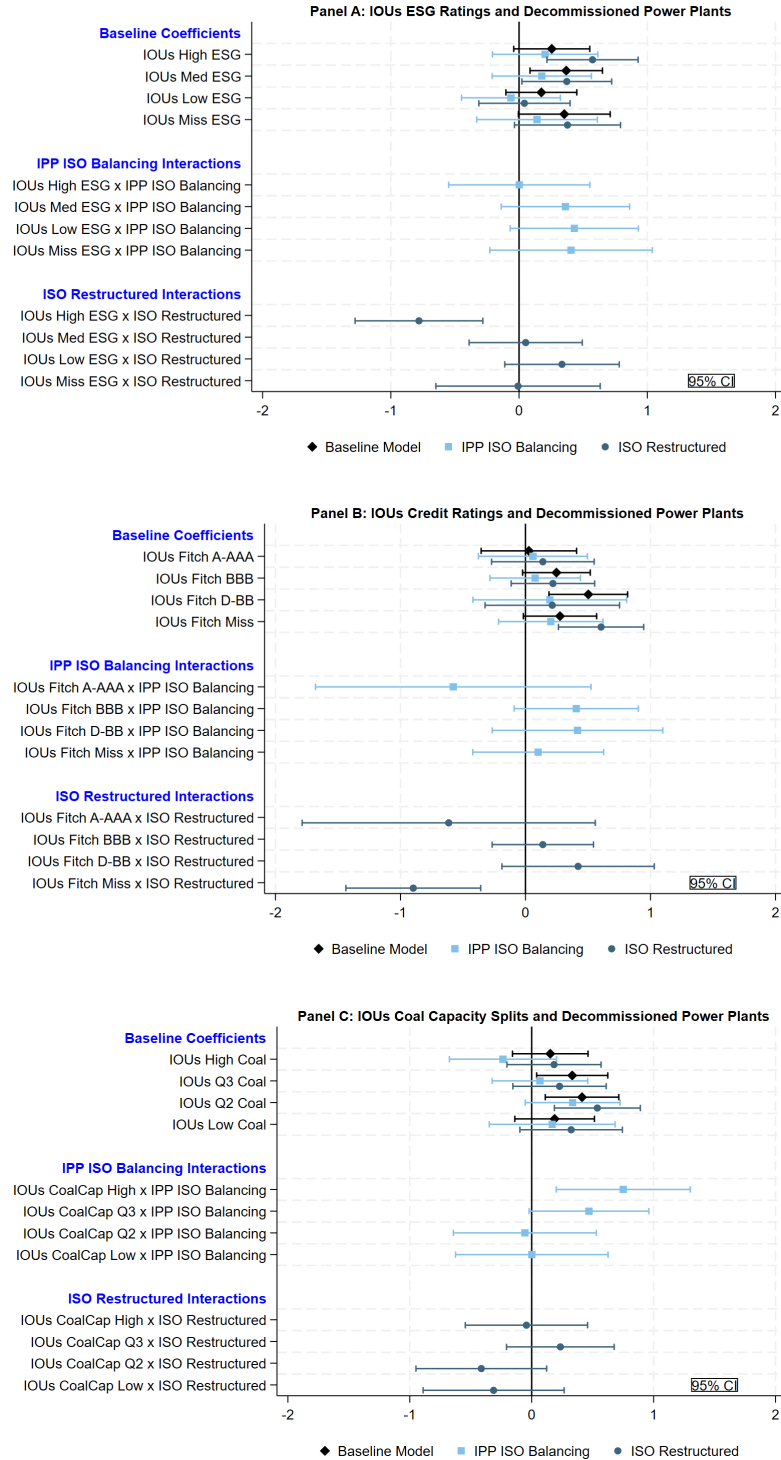 Panel A: IOUs ESG Ratings and Decommissioned Power Plants
Baseline Coefficients
IOUs High ESG
IOUs Med ESG
IOUs Low ESG
IOUs Miss ESG
IPP ISO Balancing Interactions
IOUs High ESG x IPP ISO Balancing
IOUs Med ESG x IPP ISO Balancing
IOUs Low ESG x IPP ISO Balancing
IOUs Miss ESG x IPP ISO Balancing
ISO Restructured Interactions
IOUs High ESG x ISO Restructured
IOUs Med ESG x ISO Restructured
IOUs Low ESG x ISO Restructured
IOUs Miss ESG x ISO Restructured
95% CI
-2 -1 0 1 2
Baseline Model IPP ISO Balancing ISO Restructured
Panel B: IOUs Credit Ratings and Decommissioned Power Plants
Baseline Coefficients
IOUs Fitch A-AAA
IOUs Fitch BBB
IOUs Fitch D-BB
IOUs Fitch Miss
IPP ISO Balancing Interactions
IOUs Fitch A-AAA x IPP ISO Balancing
IOUs Fitch BBB x IPP ISO Balancing
IOUs Fitch D-BB x IPP ISO Balancing
IOUs Fitch Miss x IPP ISO Balancing
ISO Restructured Interactions
IOUs Fitch A-AAA x ISO Restructured
IOUs Fitch BBB x ISO Restructured
IOUs Fitch D-BB x ISO Restructured
IOUs Fitch Miss x ISO Restructured
95% CI
-2 -1 0 1 2
Baseline Model IPP ISO Balancing ISO Restructured
Panel C: IOUs Coal Capacity Splits and Decommissioned Power Plants
Baseline Coefficients
IOUs High Coal
IOUs Q3 Coal
IOUs Q2 Coal
IOUs Low Coal
IPP ISO Balancing Interactions
IOUs CoalCap High x IPP ISO Balancing
IOUs CoalCap Q3 x IPP ISO Balancing
IOUs CoalCap Q2 x IPP ISO Balancing
IOUs CoalCap Low x IPP ISO Balancing
ISO Restructured Interactions
IOUs CoalCap High x ISO Restructured
IOUs CoalCap Q3 x ISO Restructured
IOUs CoalCap Q2 x ISO Restructured
IOUs CoalCap Low x ISO Restructured
95% CI
-2 -1 0 1 2
Baseline Model IPP ISO Balancing ISO Restructured